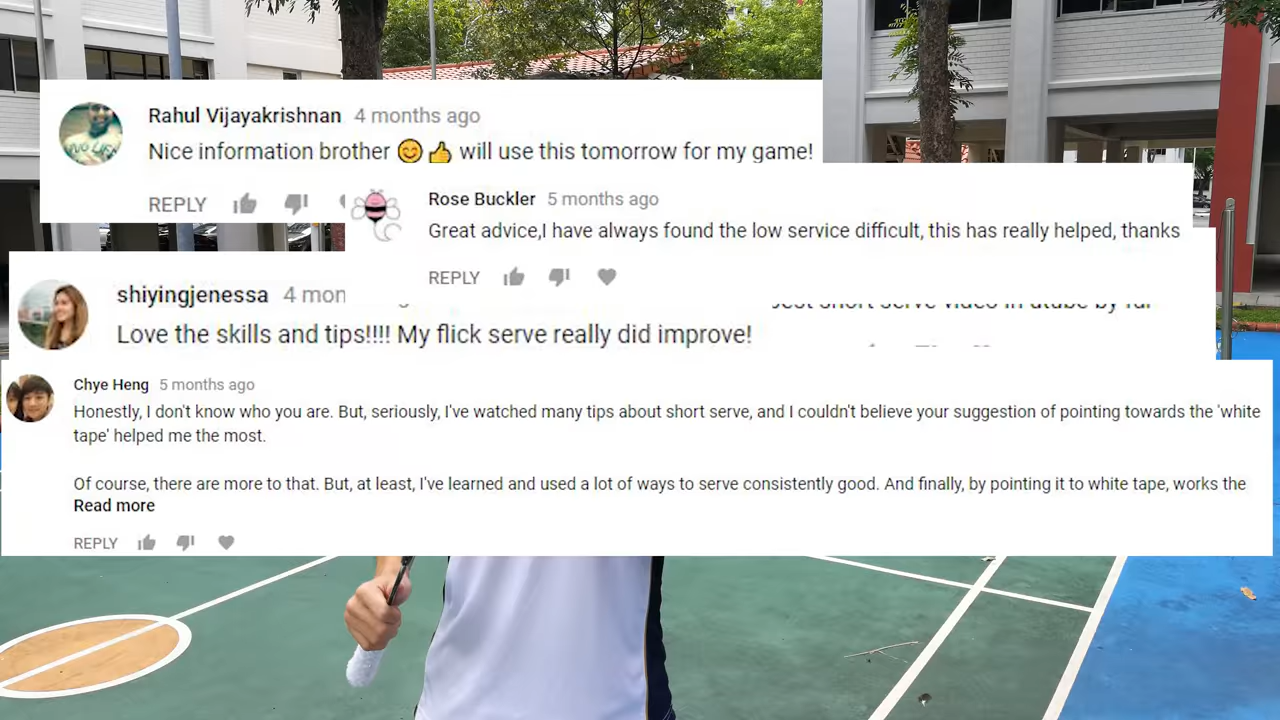 Rahul Vijayakrishnan 4 months ago
Nice information brother 😊 👍 will use this tomorrow for my game!
REPLY
Rose Buckler 5 months ago
Great advice,I have always found the low service difficult, this has really helped, thanks
REPLY
shiyingjenessa 4 mon
Love the skills and tips!!!! My flick serve really did improve!
short serve video in utube by
Chye Heng 5 months ago
Honestly, I don't know who you are. But, seriously, I've watched many tips about short serve, and I couldn't believe your suggestion of pointing towards the 'white
tape' helped me the most.
Of course, there are more to that. But, at least, I've learned and used a lot of ways to serve consistently good. And finally, by pointing it to white tape, works the
Read more
REPLY